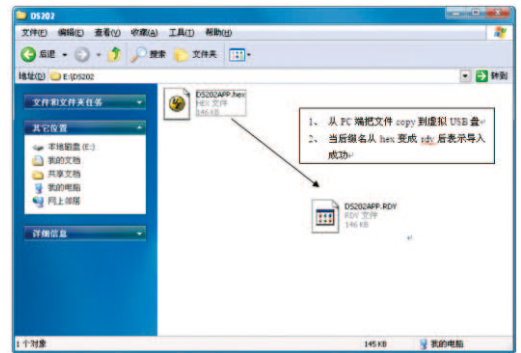 DS202
文件(F) 编辑(E) 查看(V) 收藏(A) 工具(T) 帮助(H)
后退 搜索 文件夹
地址(D) E:\DS202 转到
文件和文件夹任务
其它位置
本地磁盘 (E:)
我的文档
共享文档
我的电脑
网上邻居
详细信息
DS202APP.hex
HEX 文件
146 KB
1、 从 PC 端把文件 copy 到虚拟 USB 盘
2、 当后缀名从 hex 变成 rdy 后表示导入
成功
DS202APP.RDY
RDY 文件
146 KB
1 个对象 145 KB 我的电脑